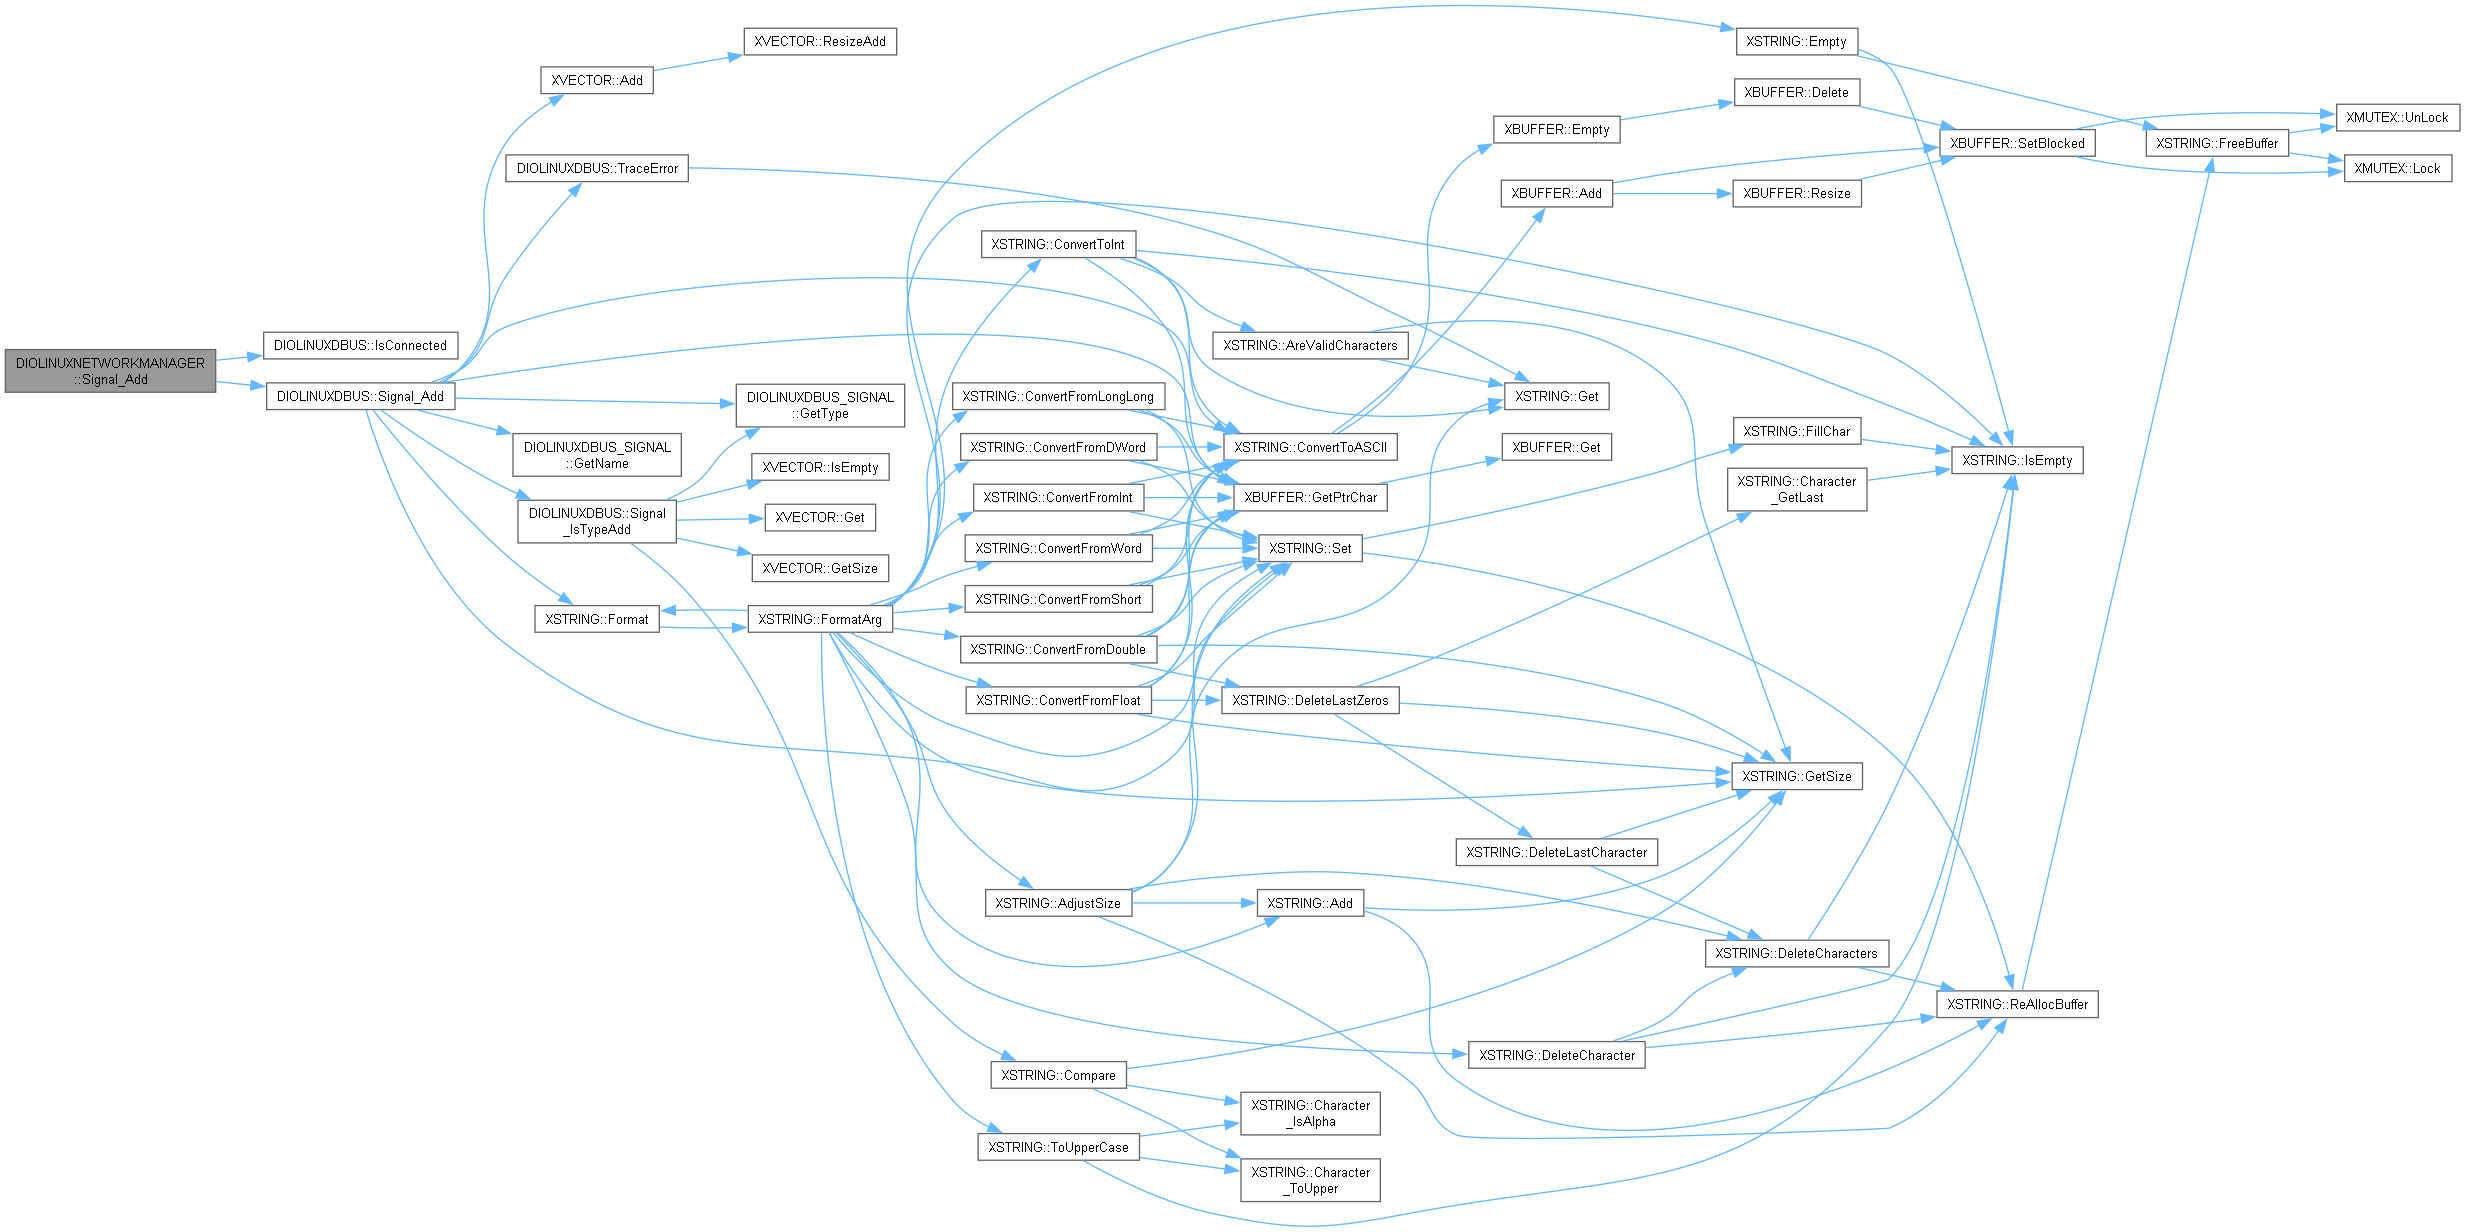 DIOLINUXNETWORKMANAGER
::Signal_Add
DIOLINUXDBUS::IsConnected
DIOLINUXDBUS::Signal_Add
XVECTOR::Add
XVECTOR::ResizeAdd
DIOLINUXDBUS::TraceError
DIOLINUXDBUS_SIGNAL
::GetType
DIOLINUXDBUS_SIGNAL
::GetName
DIOLINUXDBUS::Signal
_IsTypeAdd
XVECTOR::IsEmpty
XVECTOR::Get
XVECTOR::GetSize
XSTRING::Format
XSTRING::FormatArg
XSTRING::ConvertToInt
XSTRING::ConvertFromLongLong
XSTRING::ConvertFromDWord
XSTRING::ConvertFromInt
XSTRING::ConvertFromWord
XSTRING::ConvertFromShort
XSTRING::ConvertFromDouble
XSTRING::ConvertFromFloat
XSTRING::AdjustSize
XSTRING::Compare
XSTRING::ToUpperCase
XSTRING::AreValidCharacters
XSTRING::ConvertToASCII
XBUFFER::GetPtrChar
XSTRING::Set
XSTRING::DeleteLastZeros
XSTRING::Add
XSTRING::Character
_IsAlpha
XSTRING::Character
_ToUpper
XBUFFER::Empty
XBUFFER::Add
XSTRING::Get
XBUFFER::Get
XSTRING::DeleteLastCharacter
XSTRING::DeleteCharacter
XSTRING::Empty
XBUFFER::Delete
XBUFFER::Resize
XSTRING::FillChar
XSTRING::Character
_GetLast
XSTRING::GetSize
XSTRING::DeleteCharacters
XBUFFER::SetBlocked
XSTRING::IsEmpty
XSTRING::ReAllocBuffer
XSTRING::FreeBuffer
XMUTEX::UnLock
XMUTEX::Lock